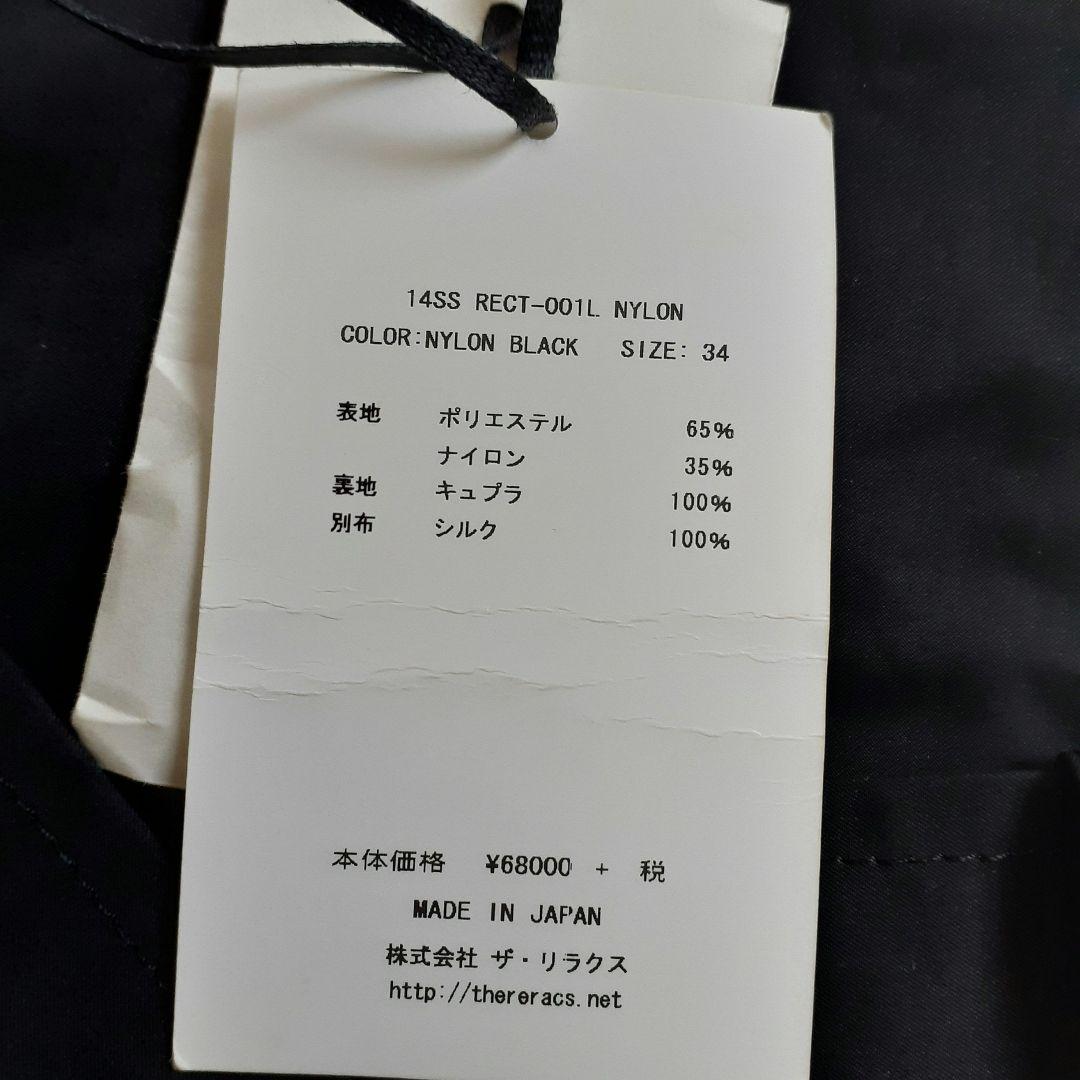 14SS RECT-001L NYLON
COLOR:NYLON BLACK SIZE: 34
表地 ポリエステル 65%
ナイロン 35%
裏地 キュプラ 100%
別布 シルク 100%
本体価格 ¥68000 + 税
MADE IN JAPAN
株式会社 ザ・リラクス
http://thereracs.net